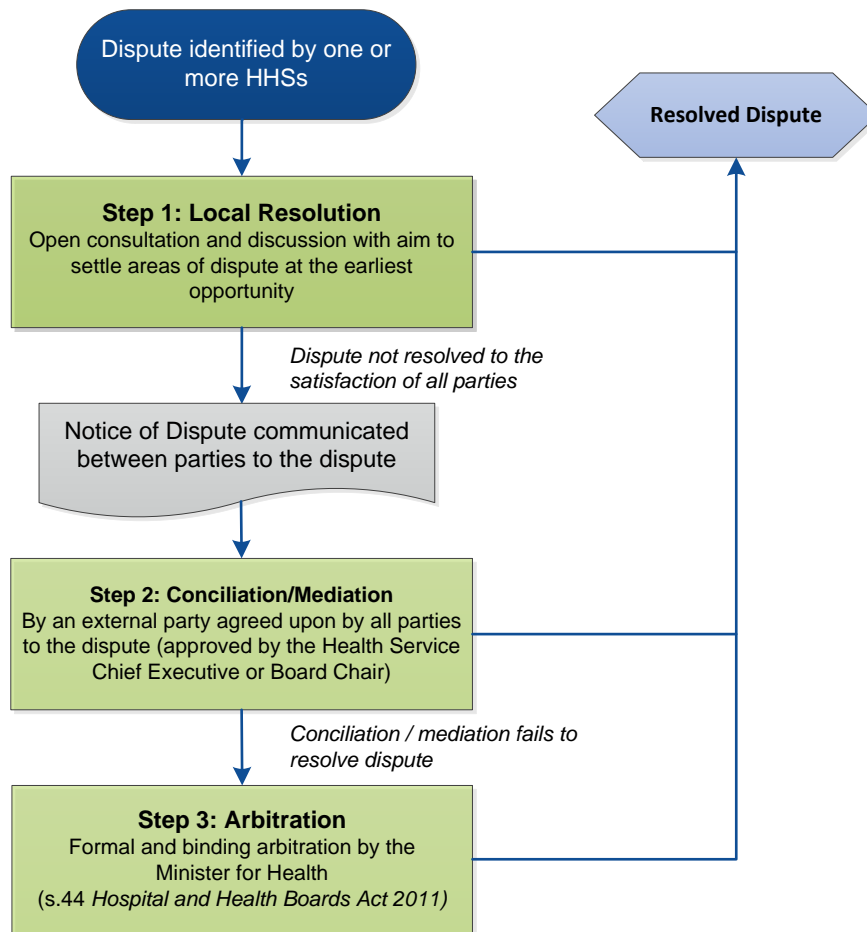 Dispute identified by one or
more HHSs
Resolved Dispute
Step 1: Local Resolution
Open consultation and discussion with aim to
settle areas of dispute at the earliest
opportunity
Dispute not resolved to the
satisfaction of all parties
Notice of Dispute communicated
between parties to the dispute
Step 2: Conciliation/Mediation
By an external party agreed upon by all parties
to the dispute (approved by the Health Service
Chief Executive or Board Chair)
Conciliation / mediation fails to
resolve dispute
Step 3: Arbitration
Formal and binding arbitration by the
Minister for Health
(s.44 Hospital and Health Boards Act 2011)